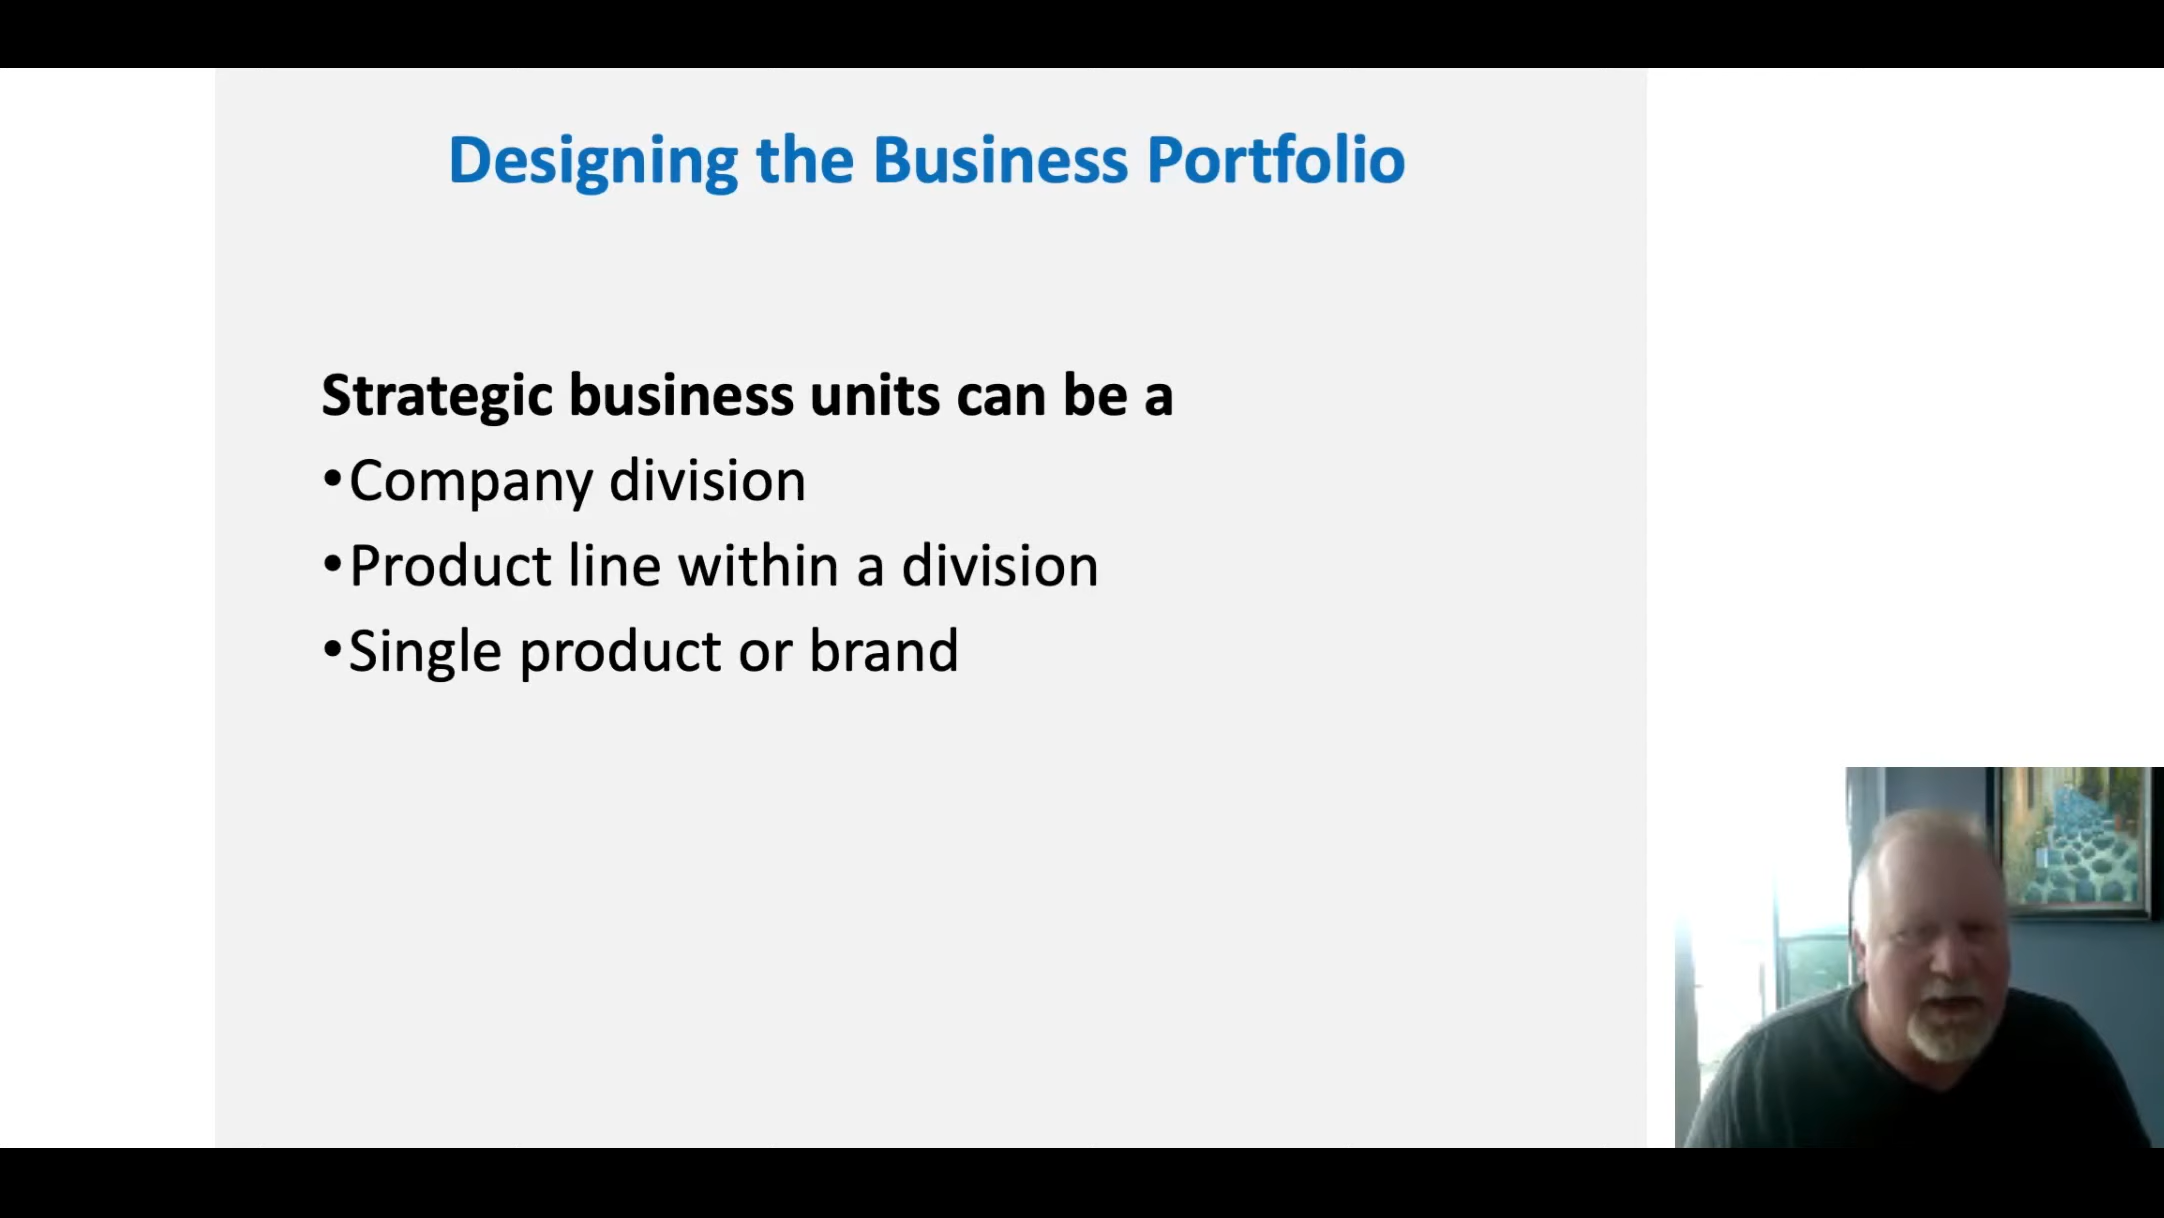 Designing the Business Portfolio
Strategic business units can be a
•Company division
•Product line within a division
•Single product or brand